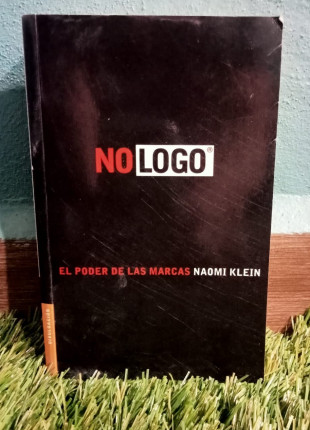 NO LOGO®
EL PODER DE LAS MARCAS NAOMI KLEIN